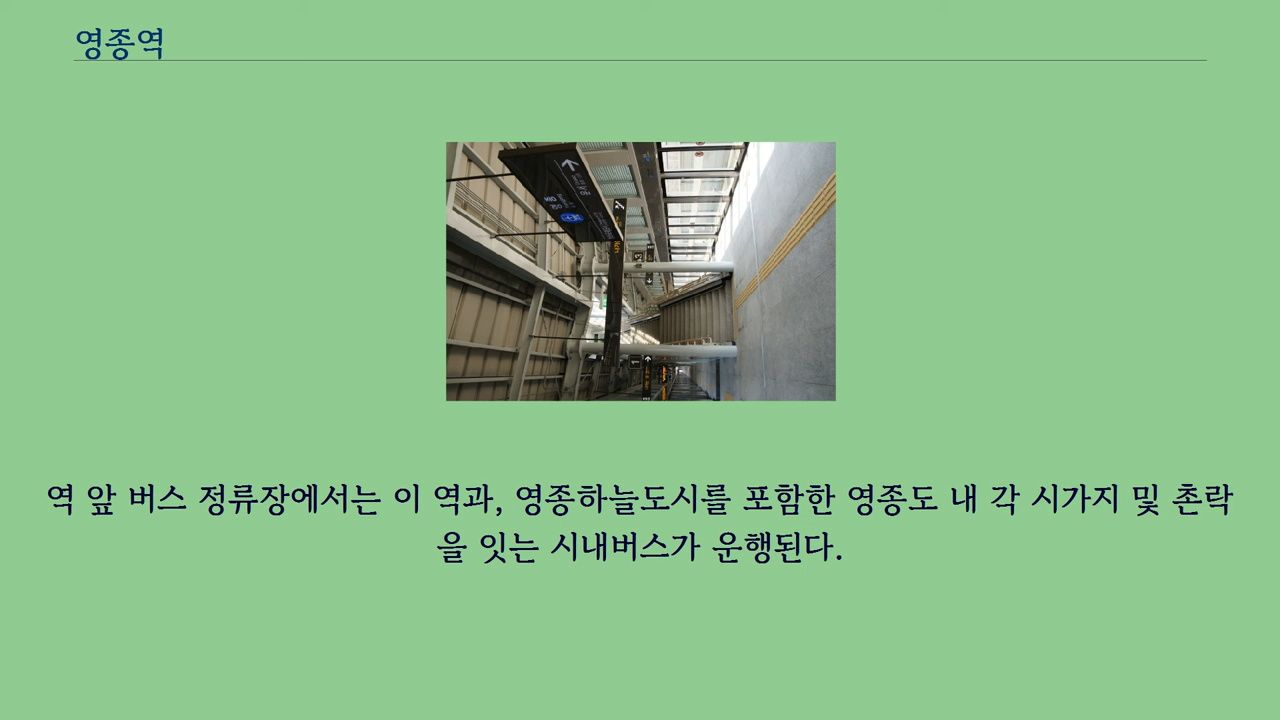 영종역
역 앞 버스 정류장에서는 이 역과, 영종하늘도시를 포함한 영종도 내 각 시가지 및 촌락
을 잇는 시내버스가 운행된다.